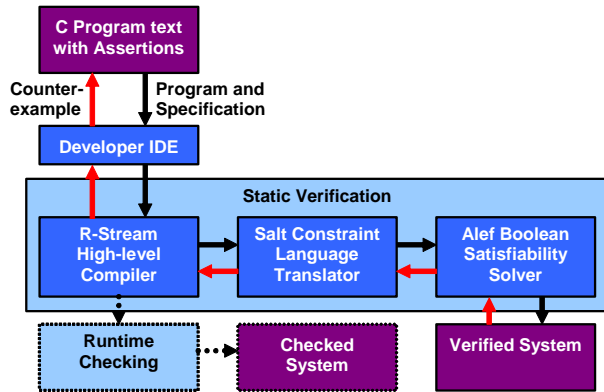 C Program text
with Assertions
Counter-
example
Program and
Specification
Developer IDE
Static Verification
R-Stream
High-level
Compiler
Salt Constraint
Language
Translator
Alef Boolean
Satisfiability
Solver
Runtime
Checking
Checked
System
Verified System